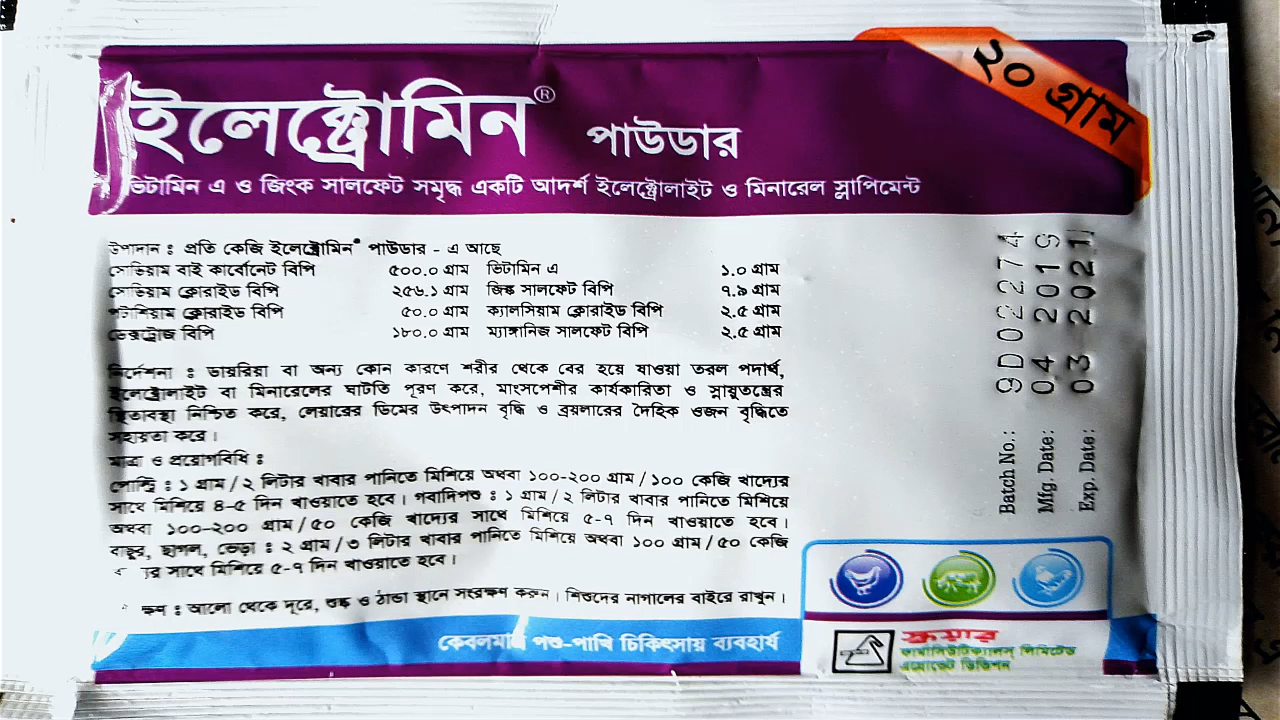 ২০ গ্রাম
ইলেক্ট্রোমিন® পাউডার
ভিটামিন এ ও জিংক সালফেট সমৃদ্ধ একটি আদর্শ ইলেক্ট্রোলাইট ও মিনারেল স্লাপিমেন্ট
উপাদান : প্রতি কেজি ইলেক্ট্রোমিন® পাউডার - এ আছে
সোডিয়াম বাই কার্বোনেট বিপি ৫০০.০ গ্রাম ভিটামিন এ ১.০ গ্রাম
সোডিয়াম ক্লোরাইড বিপি ২৫৬.১ গ্রাম জিঙ্ক সালফেট বিপি ৭.৯ গ্রাম
পটাশিয়াম ক্লোরাইড বিপি ৫০.০ গ্রাম ক্যালসিয়াম ক্লোরাইড বিপি ২.৫ গ্রাম
ডেক্সট্রোজ বিপি ১৮০.০ গ্রাম ম্যাঙ্গানিজ সালফেট বিপি ২.৫ গ্রাম
নির্দেশনা : ডায়রিয়া বা অন্য কোন কারণে শরীর থেকে বের হয়ে যাওয়া তরল পদার্থ,
ইলেক্ট্রোলাইট বা মিনারেলের ঘাটতি পূরণ করে, মাংসপেশীর কার্যকারিতা ও স্নায়ুতন্ত্রের
স্থিতাবস্থা নিশ্চিত করে, লেয়ারের ডিমের উৎপাদন বৃদ্ধি ও ব্রয়লারের দৈহিক ওজন বৃদ্ধিতে
সহায়তা করে।
মাত্রা ও প্রয়োগবিধি :
পোল্ট্রি : ১ গ্রাম / ২ লিটার খাবার পানিতে মিশিয়ে অথবা ১০০-২০০ গ্রাম / ১০০ কেজি খাদ্যের
সাথে মিশিয়ে ৪-৫ দিন খাওয়াতে হবে। গবাদিপশু : ১ গ্রাম / ২ লিটার খাবার পানিতে মিশিয়ে
অথবা ১০০-২০০ গ্রাম / ৫০ কেজি খাদ্যের সাথে মিশিয়ে ৫-৭ দিন খাওয়াতে হবে।
বাছুর, ছাগল, ভেড়া : ২ গ্রাম / ৩ লিটার খাবার পানিতে মিশিয়ে অথবা ১০০ গ্রাম / ৫০ কেজি
সাথে মিশিয়ে ৫-৭ দিন খাওয়াতে হবে।
: আলো থেকে দূরে, শুষ্ক ও ঠান্ডা স্থানে সংরক্ষণ করুন। শিশুদের নাগালের বাইরে রাখুন।
কেবলমাত্র পশু-পাখি চিকিৎসায় ব্যবহার্য
Batch No.: 9D02274
Mfg. Date: 04 2019
Exp. Date: 03 2021
স্কয়ার
ফার্মাসিউটিক্যালস্ লিমিটেড
এগ্রোভেট ডিভিশন